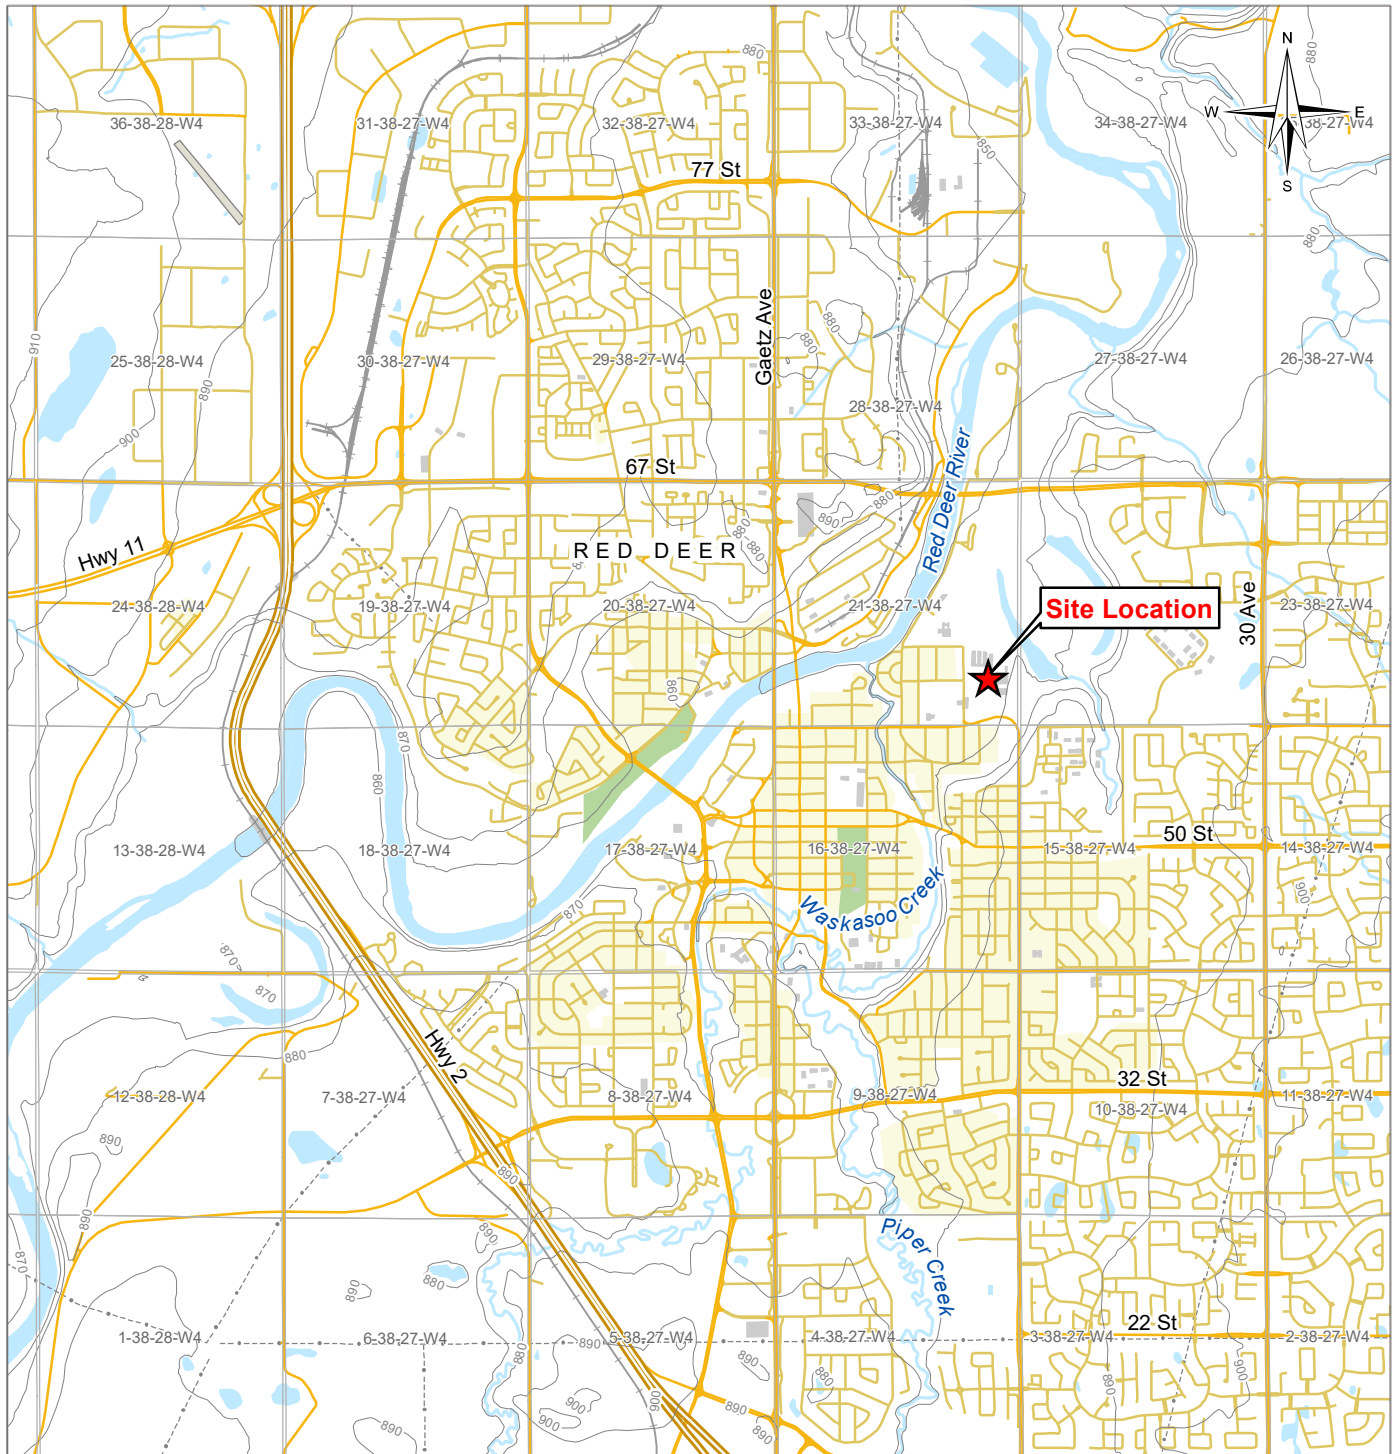 880
N
880
36-38-28-W4
31-38-27-W4
32-38-27-W4
33-38-27-W4
34-38-27-W4
W
E
38-27-W4
850
77 St
S
880
910
Gaetz Ave
880
880
25-38-28-W4
30-38-27-W4
29-38-27-W4
27-38-27-W4
26-38-27-W4
890
28-38-27-W4
900
67 St
Red Deer River
880
890
880
880
Hwy 11
RED DEER
24-38-28-W4
19-38-27-W4
20-38-27-W4
21-38-27-W4
Site Location
30 Ave
23-38-27-W4
860
870
860
50 St
13-38-28-W4
18-38-27-W4
17-38-27-W4
16-38-27-W4
15-38-27-W4
14-38-27-W4
900
Waskasoo Creek
870
870
870
880
Hwy 2
32 St
12-38-28-W4
7-38-27-W4
8-38-27-W4
9-38-27-W4
10-38-27-W4
11-38-27-W4
890
890
890
890
Piper Creek
870
880
890
22 St
1-38-28-W4
6-38-27-W4
890
5-38-27-W4
4-38-27-W4
3-38-27-W4
2-38-27-W4
880
890
900
890
880
900
906
900
890
890
890